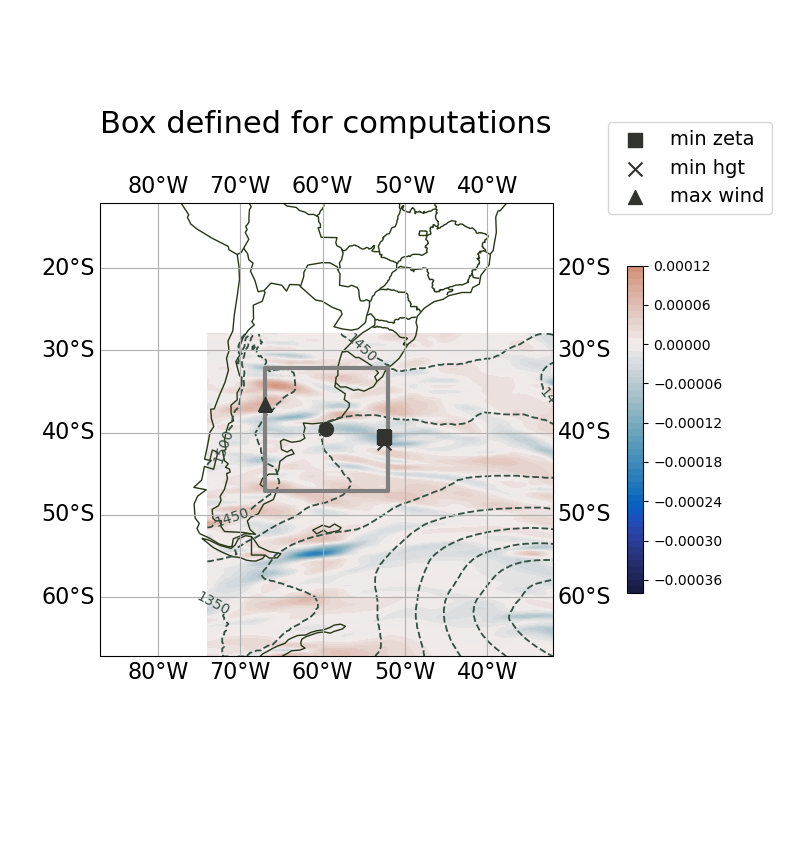 Box defined for computations
min zeta
min hgt
max wind
80°W 70°W 60°W 50°W 40°W
20°S 20°S
30°S 30°S
40°S 40°S
50°S 50°S
60°S 60°S
80°W 70°W 60°W 50°W 40°W
1450
1500
1450
1350
0.00012
0.00006
0.00000
−0.00006
−0.00012
−0.00018
−0.00024
−0.00030
−0.00036